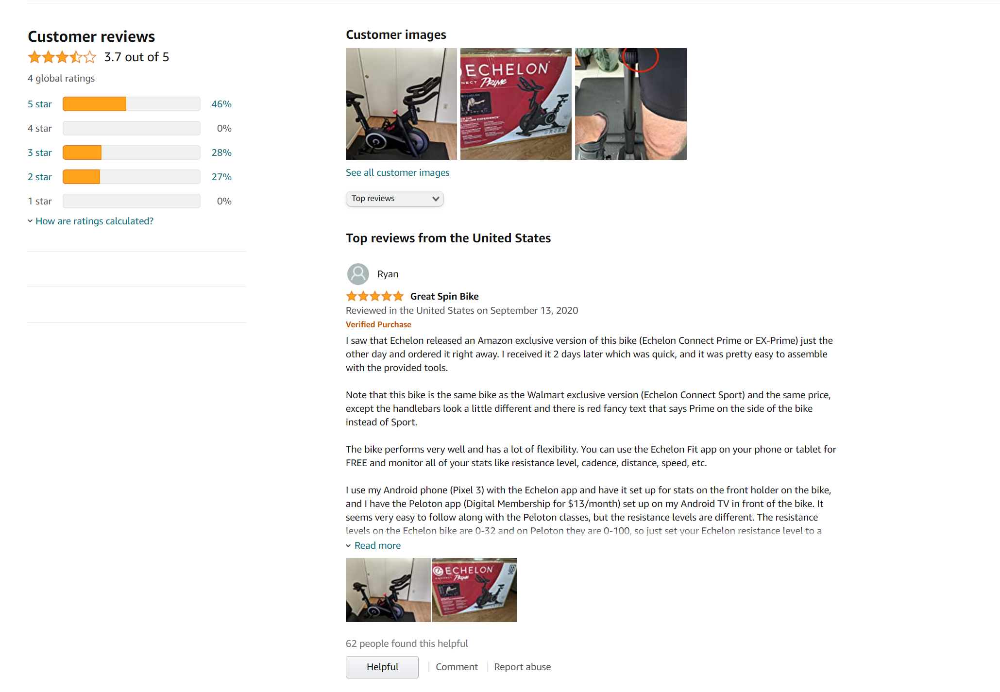 Customer reviews
3.7 out of 5
4 global ratings
5 star 46%
4 star 0%
3 star 28%
2 star 27%
1 star 0%
How are ratings calculated?
Customer images
ECHELON
NECT Prime
ECHELON
ECHELON EXPERIENCE
See all customer images
Top reviews
Top reviews from the United States
Ryan
Great Spin Bike
Reviewed in the United States on September 13, 2020
Verified Purchase
I saw that Echelon released an Amazon exclusive version of this bike (Echelon Connect Prime or EX-Prime) just the
other day and ordered it right away. I received it 2 days later which was quick, and it was pretty easy to assemble
with the provided tools.
Note that this bike is the same bike as the Walmart exclusive version (Echelon Connect Sport) and the same price,
except the handlebars look a little different and there is red fancy text that says Prime on the side of the bike
instead of Sport.
The bike performs very well and has a lot of flexibility. You can use the Echelon Fit app on your phone or tablet for
FREE and monitor all of your stats like resistance level, cadence, distance, speed, etc.
I use my Android phone (Pixel 3) with the Echelon app and have it set up for stats on the front holder on the bike,
and I have the Peloton app (Digital Membership for $13/month) set up on my Android TV in front of the bike. It
seems very easy to follow along with the Peloton classes, but the resistance levels are different. The resistance
levels on the Echelon bike are 0-32 and on Peloton they are 0-100, so just set your Echelon resistance level to a
Read more
ECHELON
CONNECT Prime
62 people found this helpful
Helpful
Comment
Report abuse